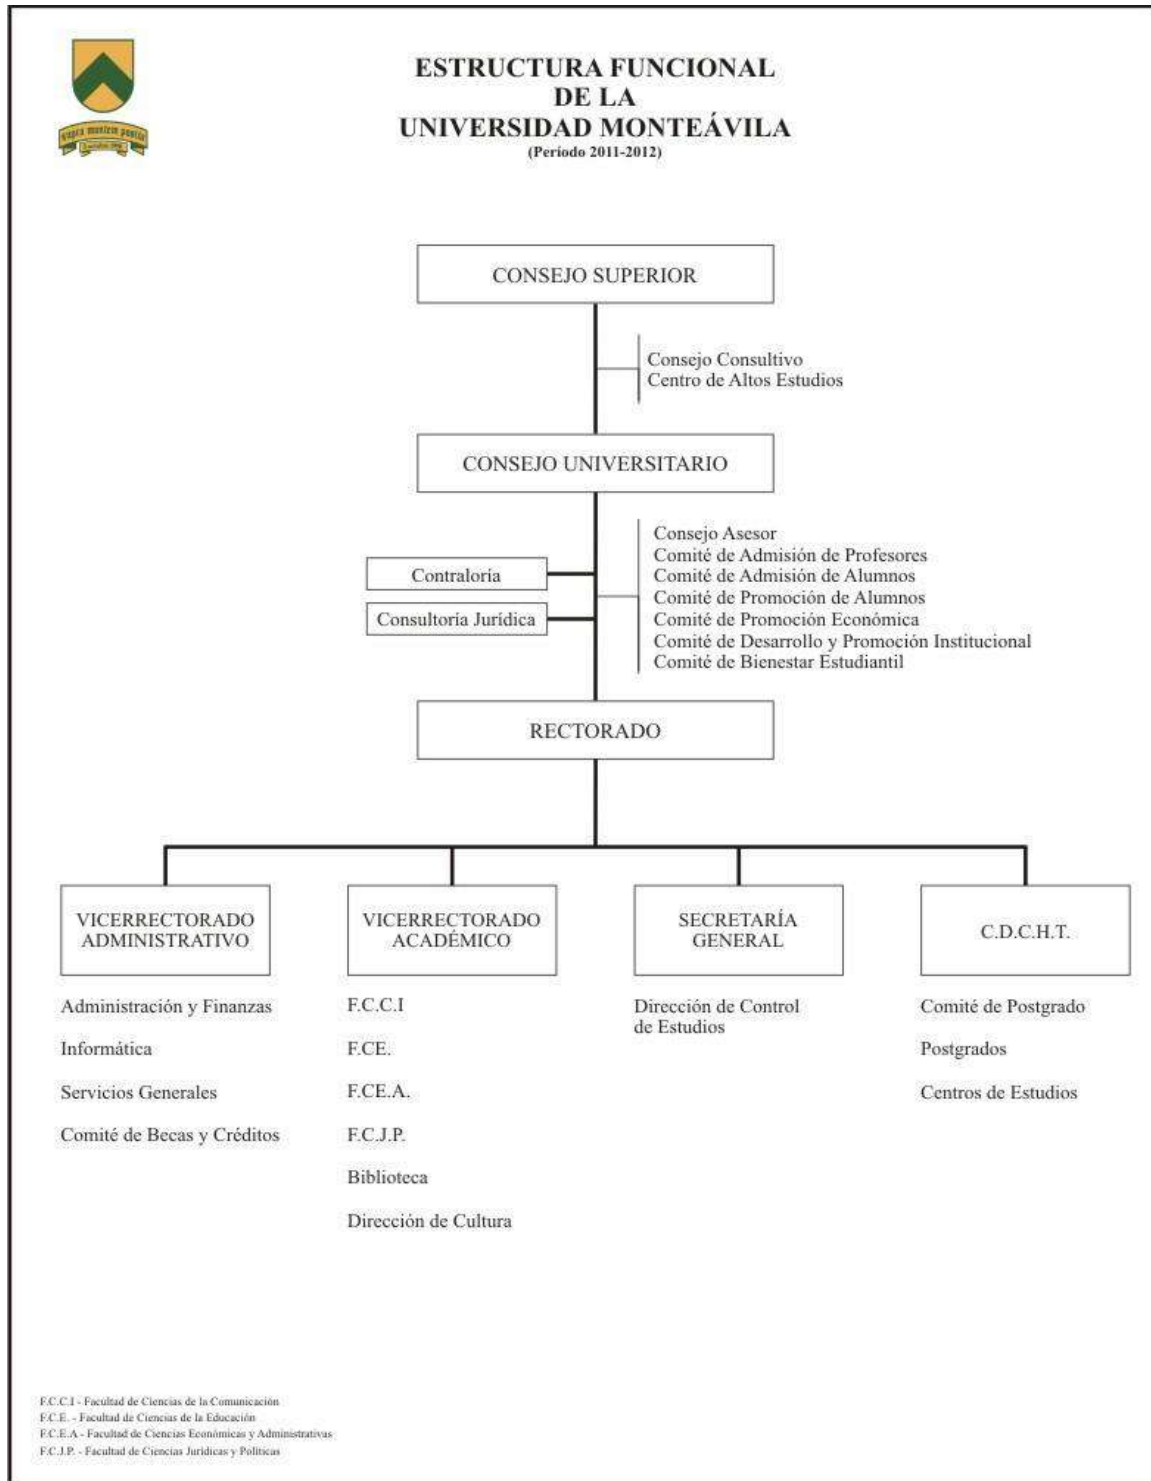 supra montem posita
ESTRUCTURA FUNCIONAL
DE LA
UNIVERSIDAD MONTEÁVILA
(Período 2011-2012)
CONSEJO SUPERIOR
Consejo Consultivo
Centro de Altos Estudios
CONSEJO UNIVERSITARIO
Contraloría
Consultoría Jurídica
Consejo Asesor
Comité de Admisión de Profesores
Comité de Admisión de Alumnos
Comité de Promoción de Alumnos
Comité de Promoción Económica
Comité de Desarrollo y Promoción Institucional
Comité de Bienestar Estudiantil
RECTORADO
VICERRECTORADO
ADMINISTRATIVO
Administración y Finanzas
Informática
Servicios Generales
Comité de Becas y Créditos
VICERRECTORADO
ACADÉMICO
F.C.C.I
F.CE.
F.CE.A.
F.C.J.P.
Biblioteca
Dirección de Cultura
SECRETARÍA
GENERAL
Dirección de Control
de Estudios
C.D.C.H.T.
Comité de Postgrado
Postgrados
Centros de Estudios
F.C.C.I - Facultad de Ciencias de la Comunicación
F.C.E. - Facultad de Ciencias de la Educación
F.C.E.A - Facultad de Ciencias Económicas y Administrativas
F.C.J.P. - Facultad de Ciencias Jurídicas y Políticas